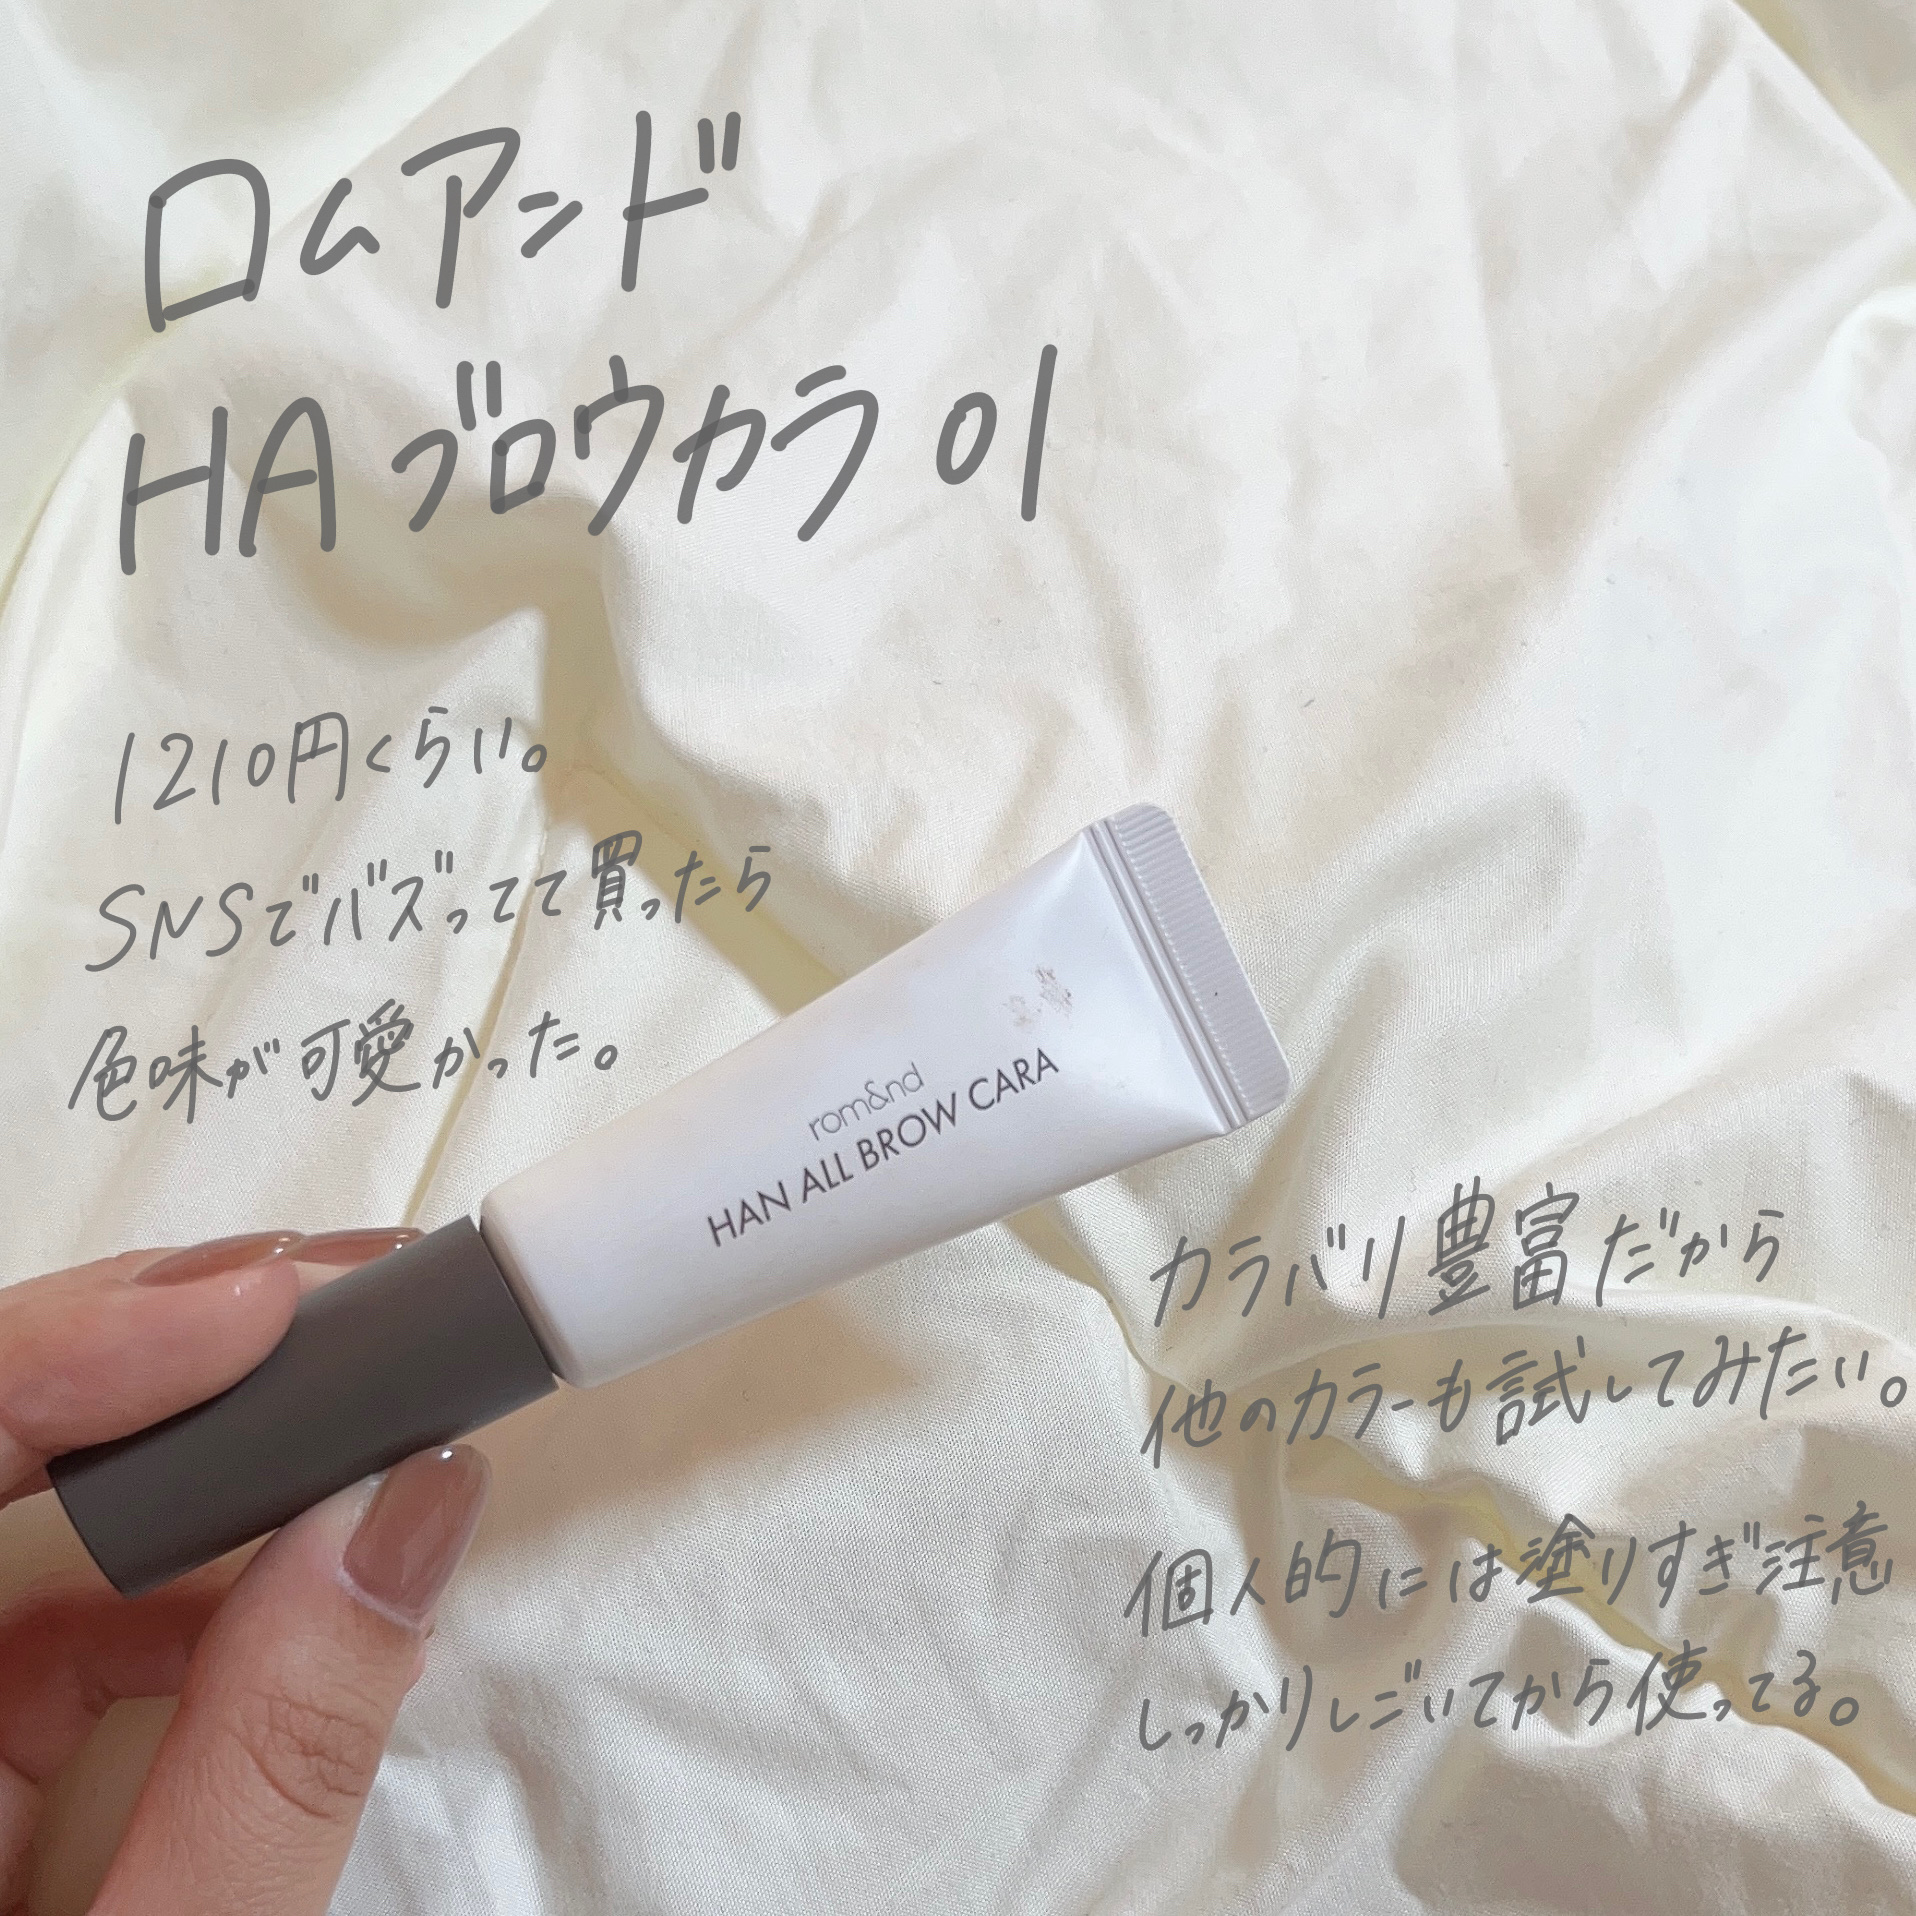 ロムアンド
HAブロウカラ 01
1210円くらい。
SNSでバズってて買ったら
色味が可愛かった。
rom&nd
HAN ALL BROW CARA
カラバリ豊富だから
他のカラーも試してみたい。
個人的には塗りすぎ注意
しっかりしごいてから使ってる。